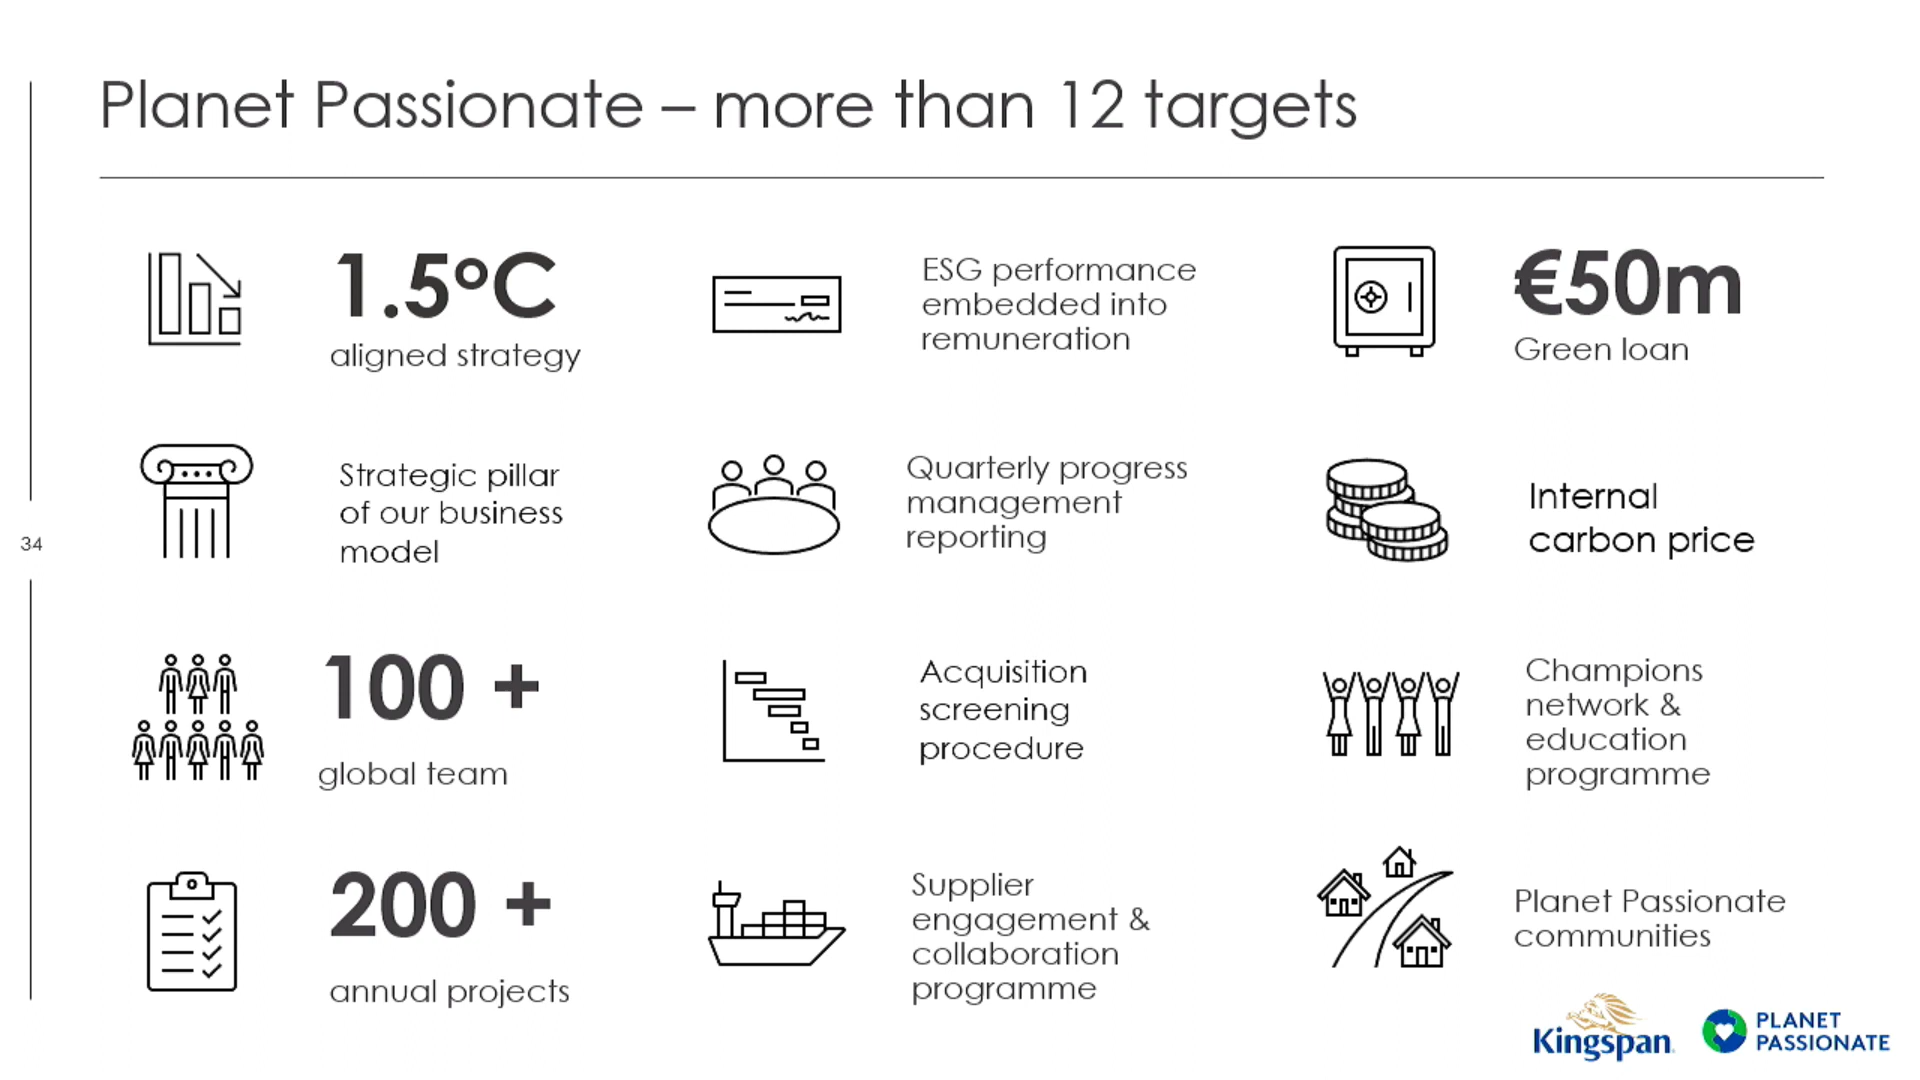 Planet Passionate – more than 12 targets
1.5°C
aligned strategy
ESG performance
embedded into
remuneration
€50m
Green loan
Strategic pillar
of our business
model
Quarterly progress
management
reporting
Internal
carbon price
34
100 +
global team
Acquisition
screening
procedure
Champions
network &
education
programme
200 +
annual projects
Supplier
engagement &
collaboration
programme
Planet Passionate
communities
Kingspan
PLANET
PASSIONATE